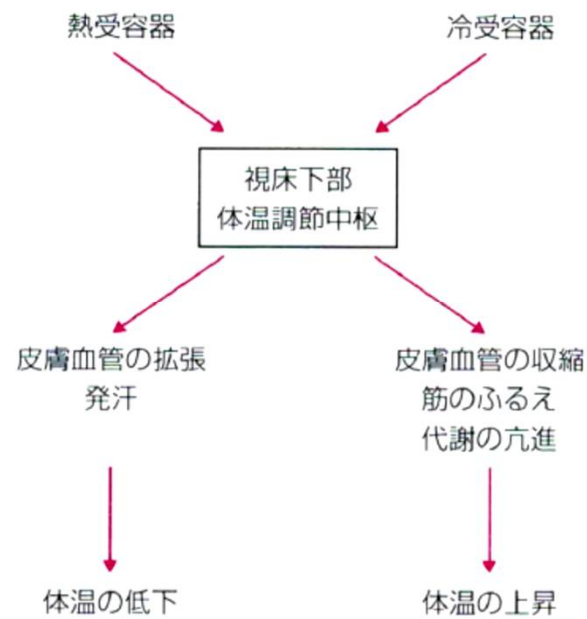 熱受容器
冷受容器
視床下部
体温調節中枢
皮膚血管の拡張
発汗
皮膚血管の収縮
筋のふるえ
代謝の亢進
体温の低下
体温の上昇